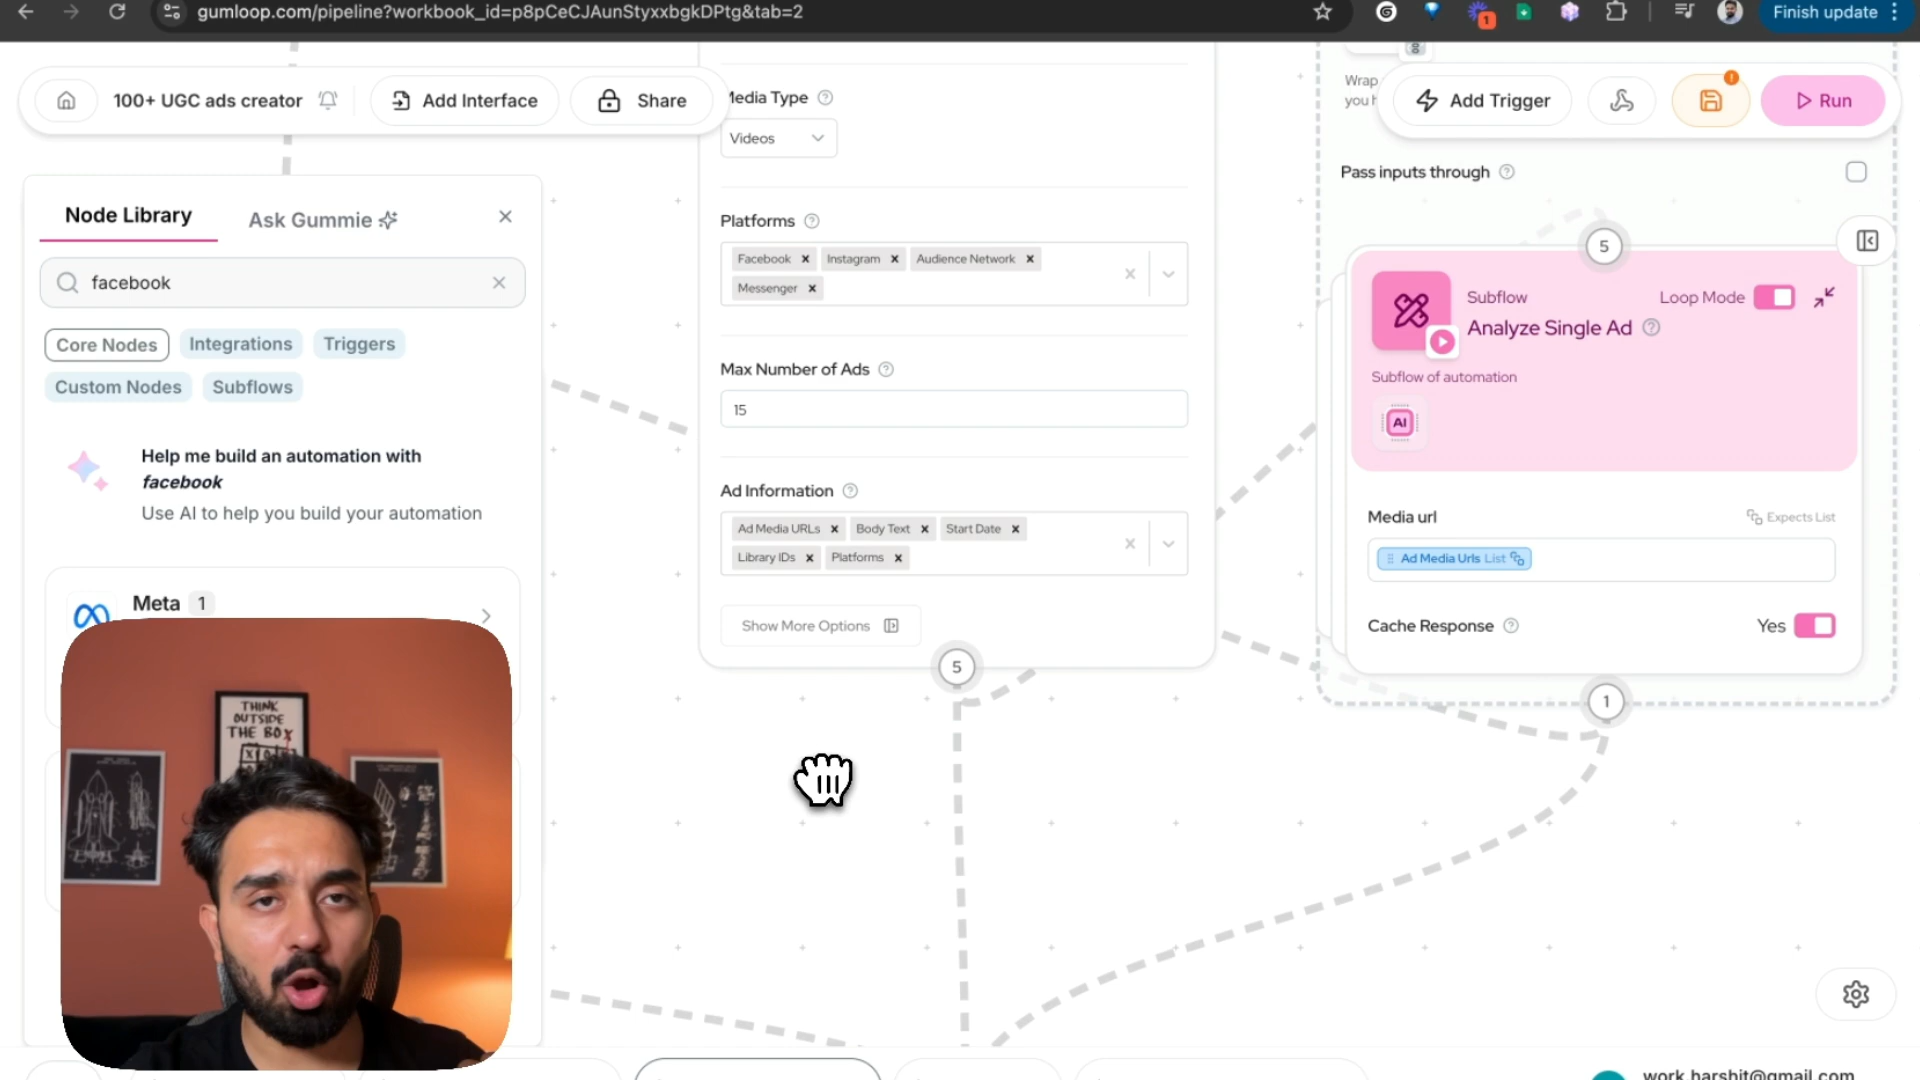 gumloop.com/pipeline?workbook_id=p8pCeCJAunStyxxbgkDPtg&tab=2
1
Finish update
100+ UGC ads creator
Add Interface
Share
Media Type
Videos
Wrap
you h
Add Trigger
Run
Pass inputs through
Node Library
Ask Gummie
facebook
Core Nodes
Integrations
Triggers
Custom Nodes
Subflows
Help me build an automation with
facebook
Use AI to help you build your automation
Meta 1
Platforms
Facebook
Instagram
Audience Network
Messenger
Max Number of Ads
15
Ad Information
Ad Media URLs
Body Text
Start Date
Library IDs
Platforms
Show More Options
5
5
Subflow
Loop Mode
Analyze Single Ad
Subflow of automation
AI
Media url
Expects List
Ad Media Urls List
Cache Response
Yes
1
THINK
OUTSIDE
THE BOX
work.harshit@gmail.com